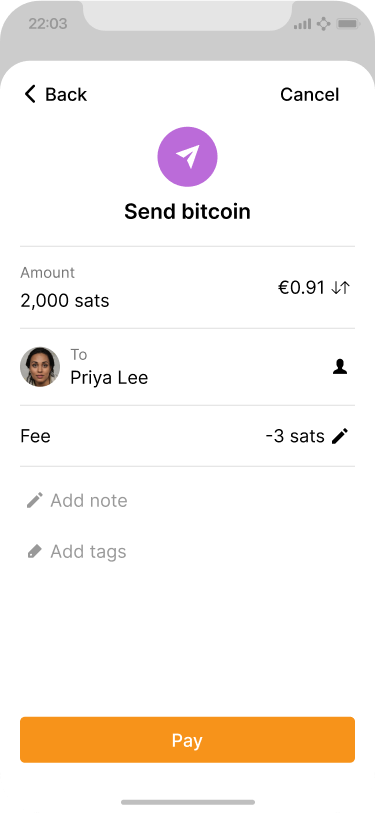 22:03
Back
Cancel
Send bitcoin
Amount
2,000 sats
€0.91
To
Priya Lee
Fee
-3 sats
Add note
Add tags
Pay